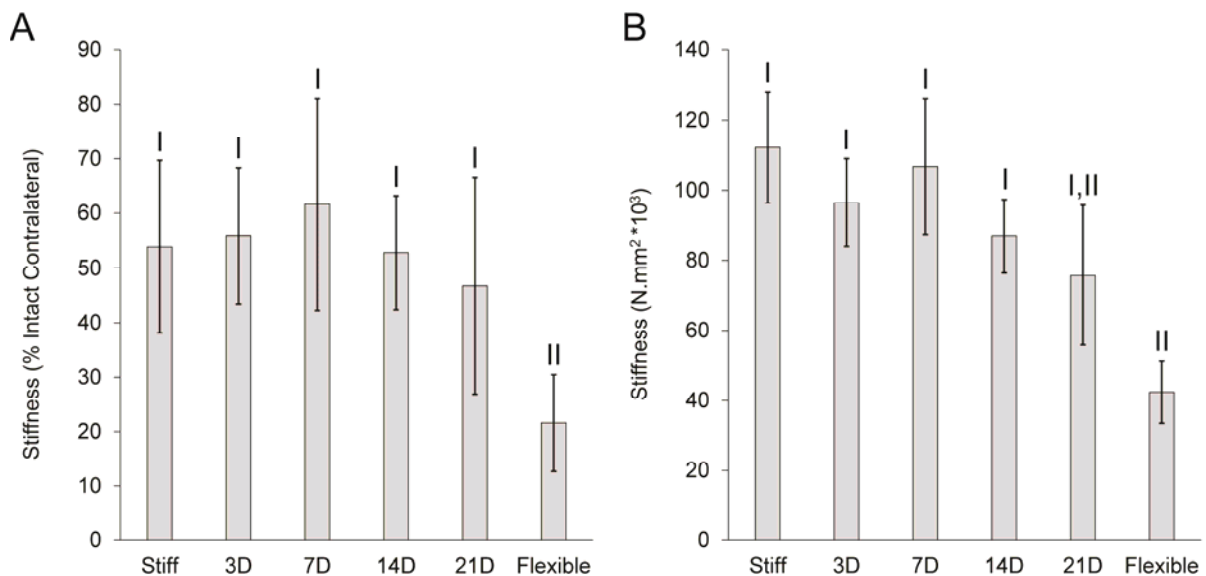 A
Stiffness (% Intact Contralateral)
90
80
70
60
50
40
30
20
10
0
I
I
I
I
I
II
Stiff 3D 7D 14D 21D Flexible
B
Stiffness (N.mm² *10³)
140
120
100
80
60
40
20
0
I
I
I
I
I,II
II
Stiff 3D 7D 14D 21D Flexible